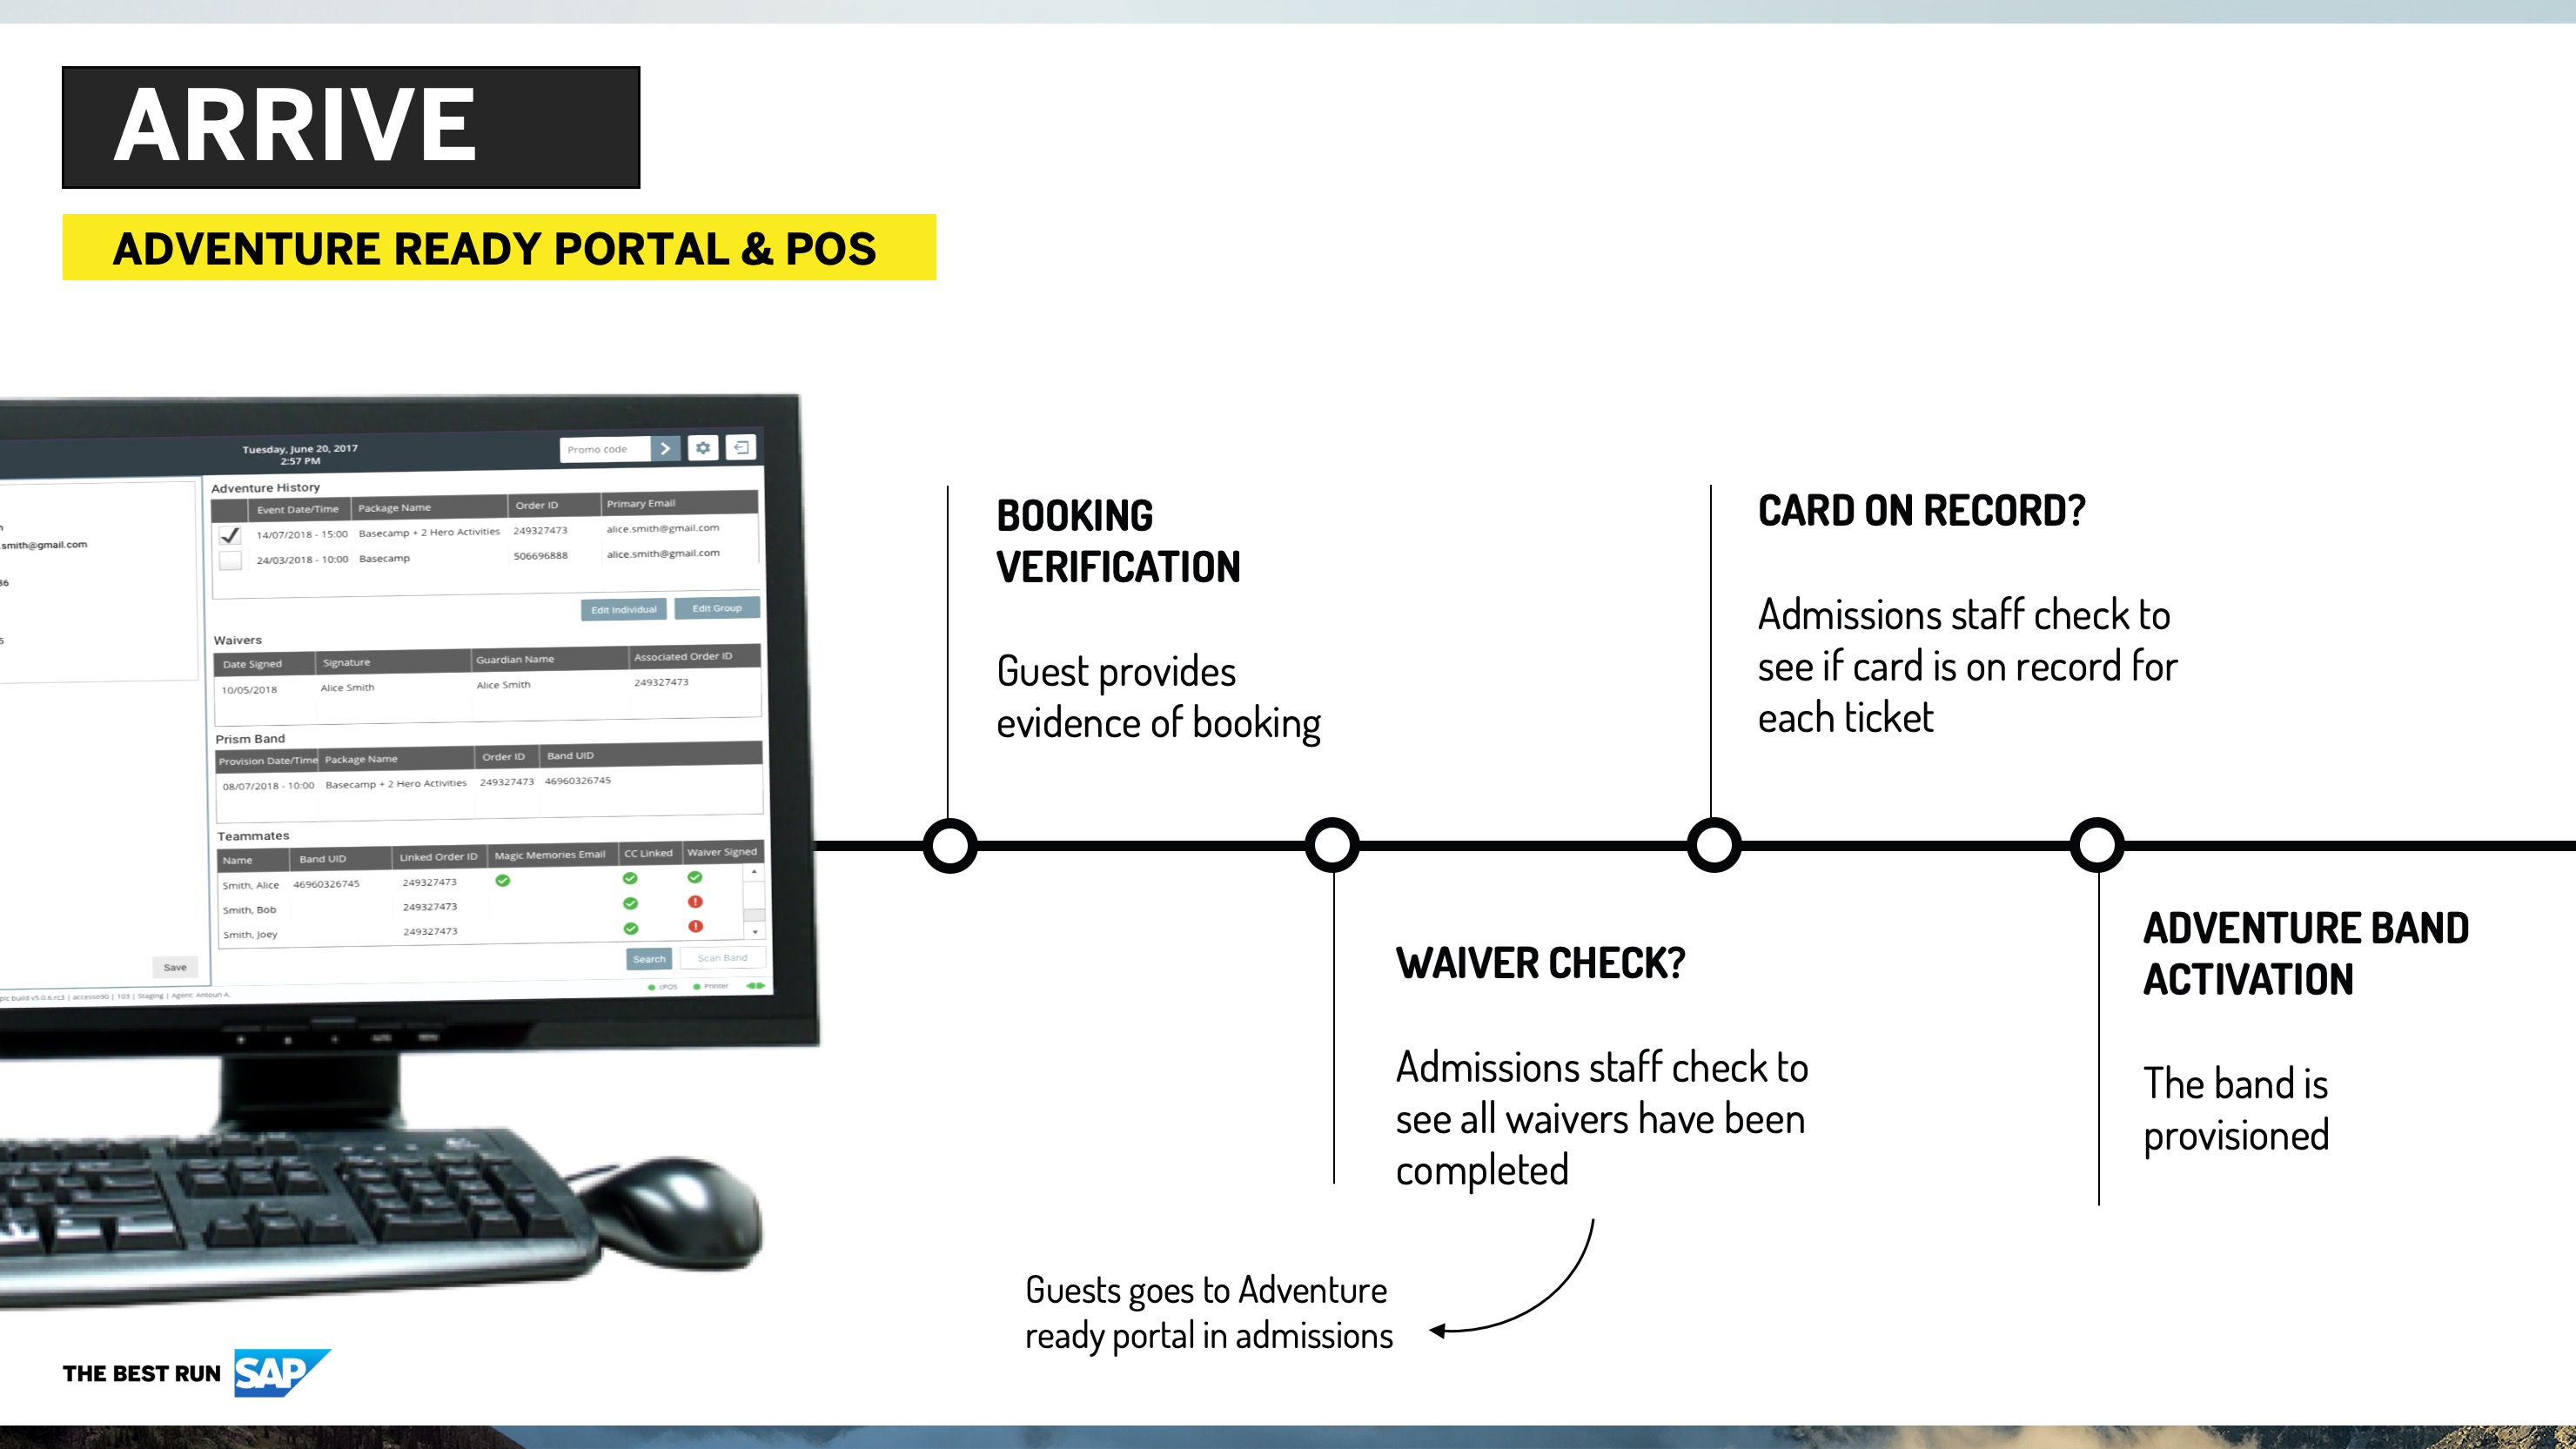 ARRIVE
ADVENTURE READY PORTAL & POS
Tuesday, June 20, 2017
2:57 PM
Promo code
smith@gmail.com
Save
Adventure History
Event Date/Time Package Name Order ID Primary Email
14/07/2018 - 15:00 Basecamp + 2 Hero Activities 249327473 alice.smith@gmail.com
24/03/2018 - 10:00 Basecamp 506696888 alice.smith@gmail.com
Edit Individual Edit Group
Waivers
Date Signed Signature Guardian Name Associated Order ID
10/05/2018 Alice Smith Alice Smith 249327473
Prism Band
Provision Date/Time Package Name Order ID Band UID
08/07/2018 - 10:00 Basecamp + 2 Hero Activities 249327473 46960326745
Teammates
Name Band UID Linked Order ID Magic Memories Email CC Linked Waiver Signed
Smith, Alice 46960326745 249327473
Smith, Bob 249327473
Smith, Joey 249327473
Search Scan Band
build v5.0.6.rc3 | accesso90 | 103 | Staging | Agent: Antoun A.
cPOS Printer
BOOKING
VERIFICATION
Guest provides
evidence of booking
WAIVER CHECK?
Admissions staff check to
see all waivers have been
completed
Guests goes to Adventure
ready portal in admissions
CARD ON RECORD?
Admissions staff check to
see if card is on record for
each ticket
ADVENTURE BAND
ACTIVATION
The band is
provisioned
THE BEST RUN SAP